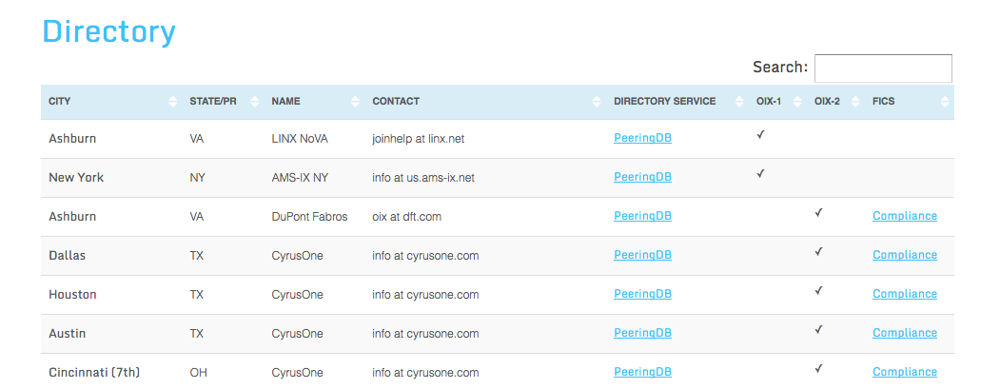 Directory
Search:
CITY STATE/PR NAME CONTACT DIRECTORY SERVICE OIX-1 OIX-2 FICS
Ashburn VA LINX NoVA joinhelp at linx.net PeeringDB ✓
New York NY AMS-IX NY info at us.ams-ix.net PeeringDB ✓
Ashburn VA DuPont Fabros oix at dft.com PeeringDB ✓ Compliance
Dallas TX CyrusOne info at cyrusone.com PeeringDB ✓ Compliance
Houston TX CyrusOne info at cyrusone.com PeeringDB ✓ Compliance
Austin TX CyrusOne info at cyrusone.com PeeringDB ✓ Compliance
Cincinnati (7th) OH CyrusOne info at cyrusone.com PeeringDB ✓ Compliance